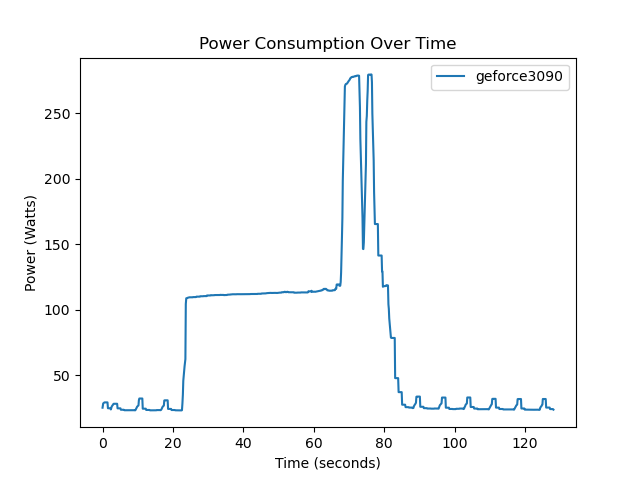 Power Consumption Over Time
geforce3090
Power (Watts)
250
200
150
100
50
0 20 40 60 80 100 120
Time (seconds)